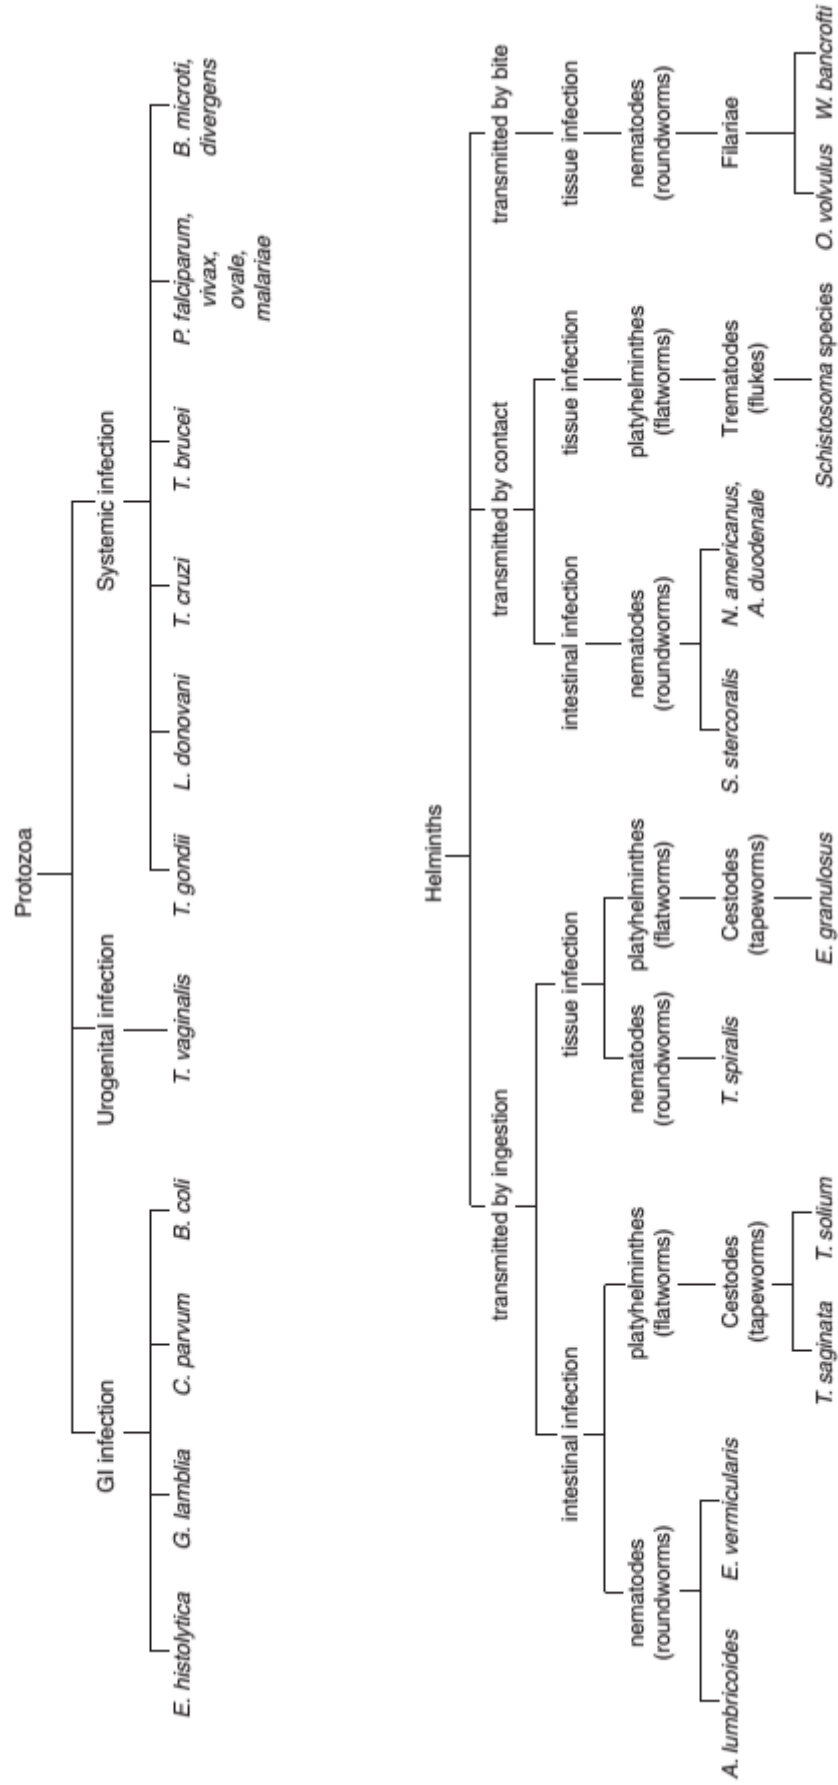 Protozoa
GI infection
Urogenital infection
Systemic infection
E. histolytica
G. lamblia
C. parvum
B. coli
T. vaginalis
T. gondii
L. donovani
T. cruzi
T. brucei
P. falciparum,
vivax,
ovale,
malariae
B. microti,
divergens
Helminths
transmitted by ingestion
transmitted by contact
transmitted by bite
intestinal infection
tissue infection
intestinal infection
tissue infection
tissue infection
nematodes
(roundworms)
platyhelminthes
(flatworms)
nematodes
(roundworms)
platyhelminthes
(flatworms)
nematodes
(roundworms)
platyhelminthes
(flatworms)
nematodes
(roundworms)
A. lumbricoides
E. vermicularis
Cestodes
(tapeworms)
T. spiralis
Cestodes
(tapeworms)
S. stercoralis
N. americanus,
A. duodenale
Trematodes
(flukes)
Filariae
T. saginata
T. solium
E. granulosus
Schistosoma species
O. volvulus
W. bancrofti